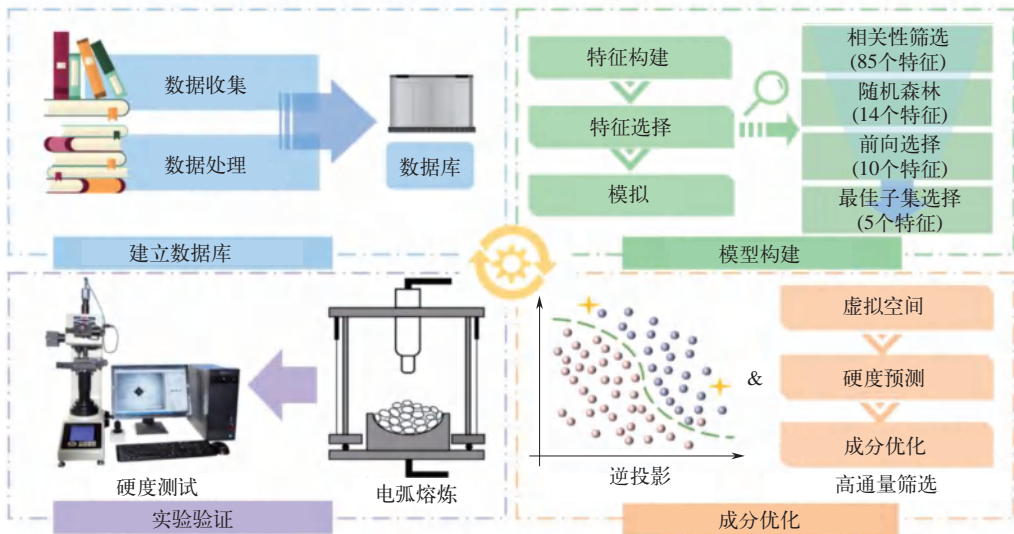 数据收集
数据处理
数据库
建立数据库
特征构建
特征选择
模拟
相关性筛选
(85个特征)
随机森林
(14个特征)
前向选择
(10个特征)
最佳子集选择
(5个特征)
模型构建
硬度测试
电弧熔炼
实验验证
逆投影
&
虚拟空间
硬度预测
成分优化
高通量筛选
成分优化